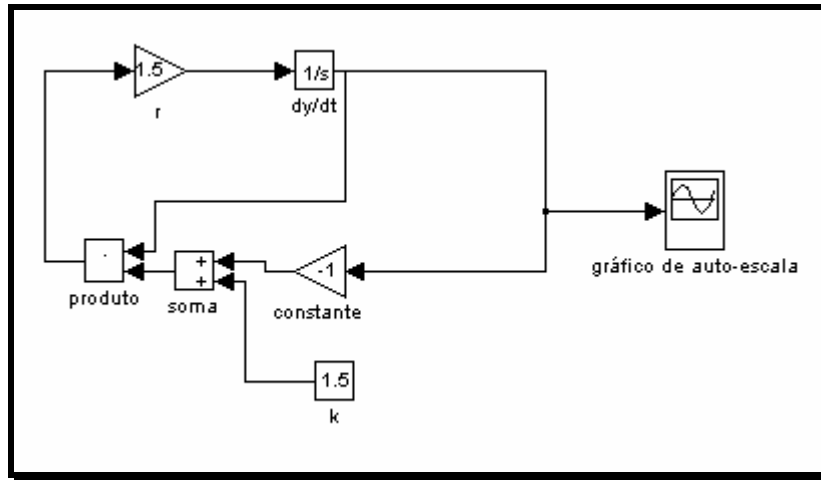 1.5
r
1/s
dy/dt
gráfico de auto-escala
produto
+
+
soma
-1
constante
1.5
k